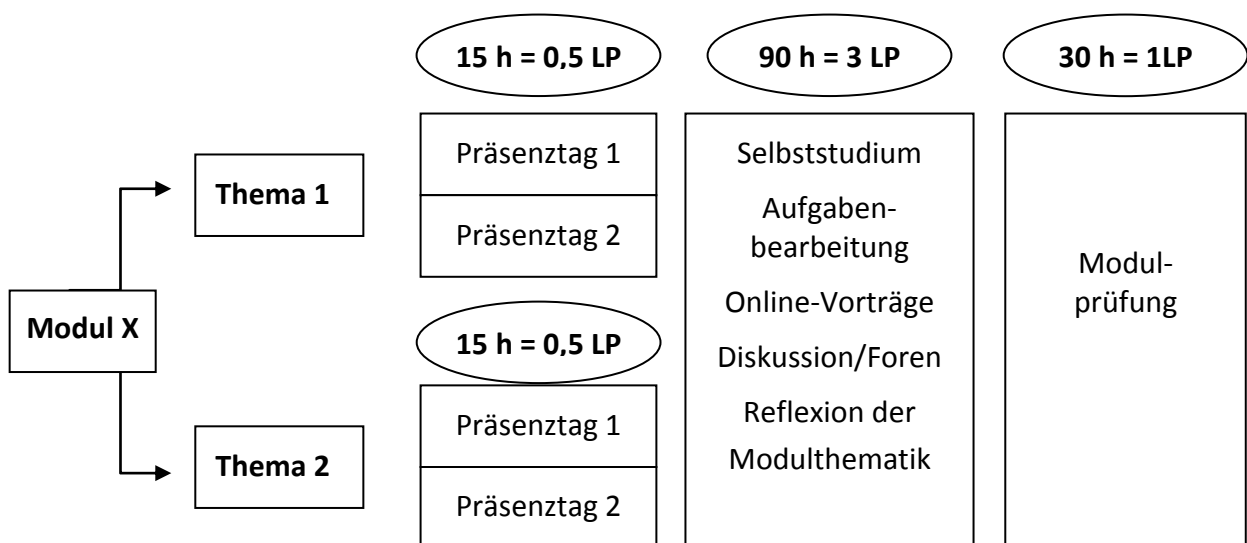 15 h = 0,5 LP
90 h = 3 LP
30 h = 1LP
Modul X
Thema 1
Präsenztag 1
Präsenztag 2
15 h = 0,5 LP
Thema 2
Präsenztag 1
Präsenztag 2
Selbststudium
Aufgaben-
bearbeitung
Online-Vorträge
Diskussion/Foren
Reflexion der
Modulthematik
Modul-
prüfung